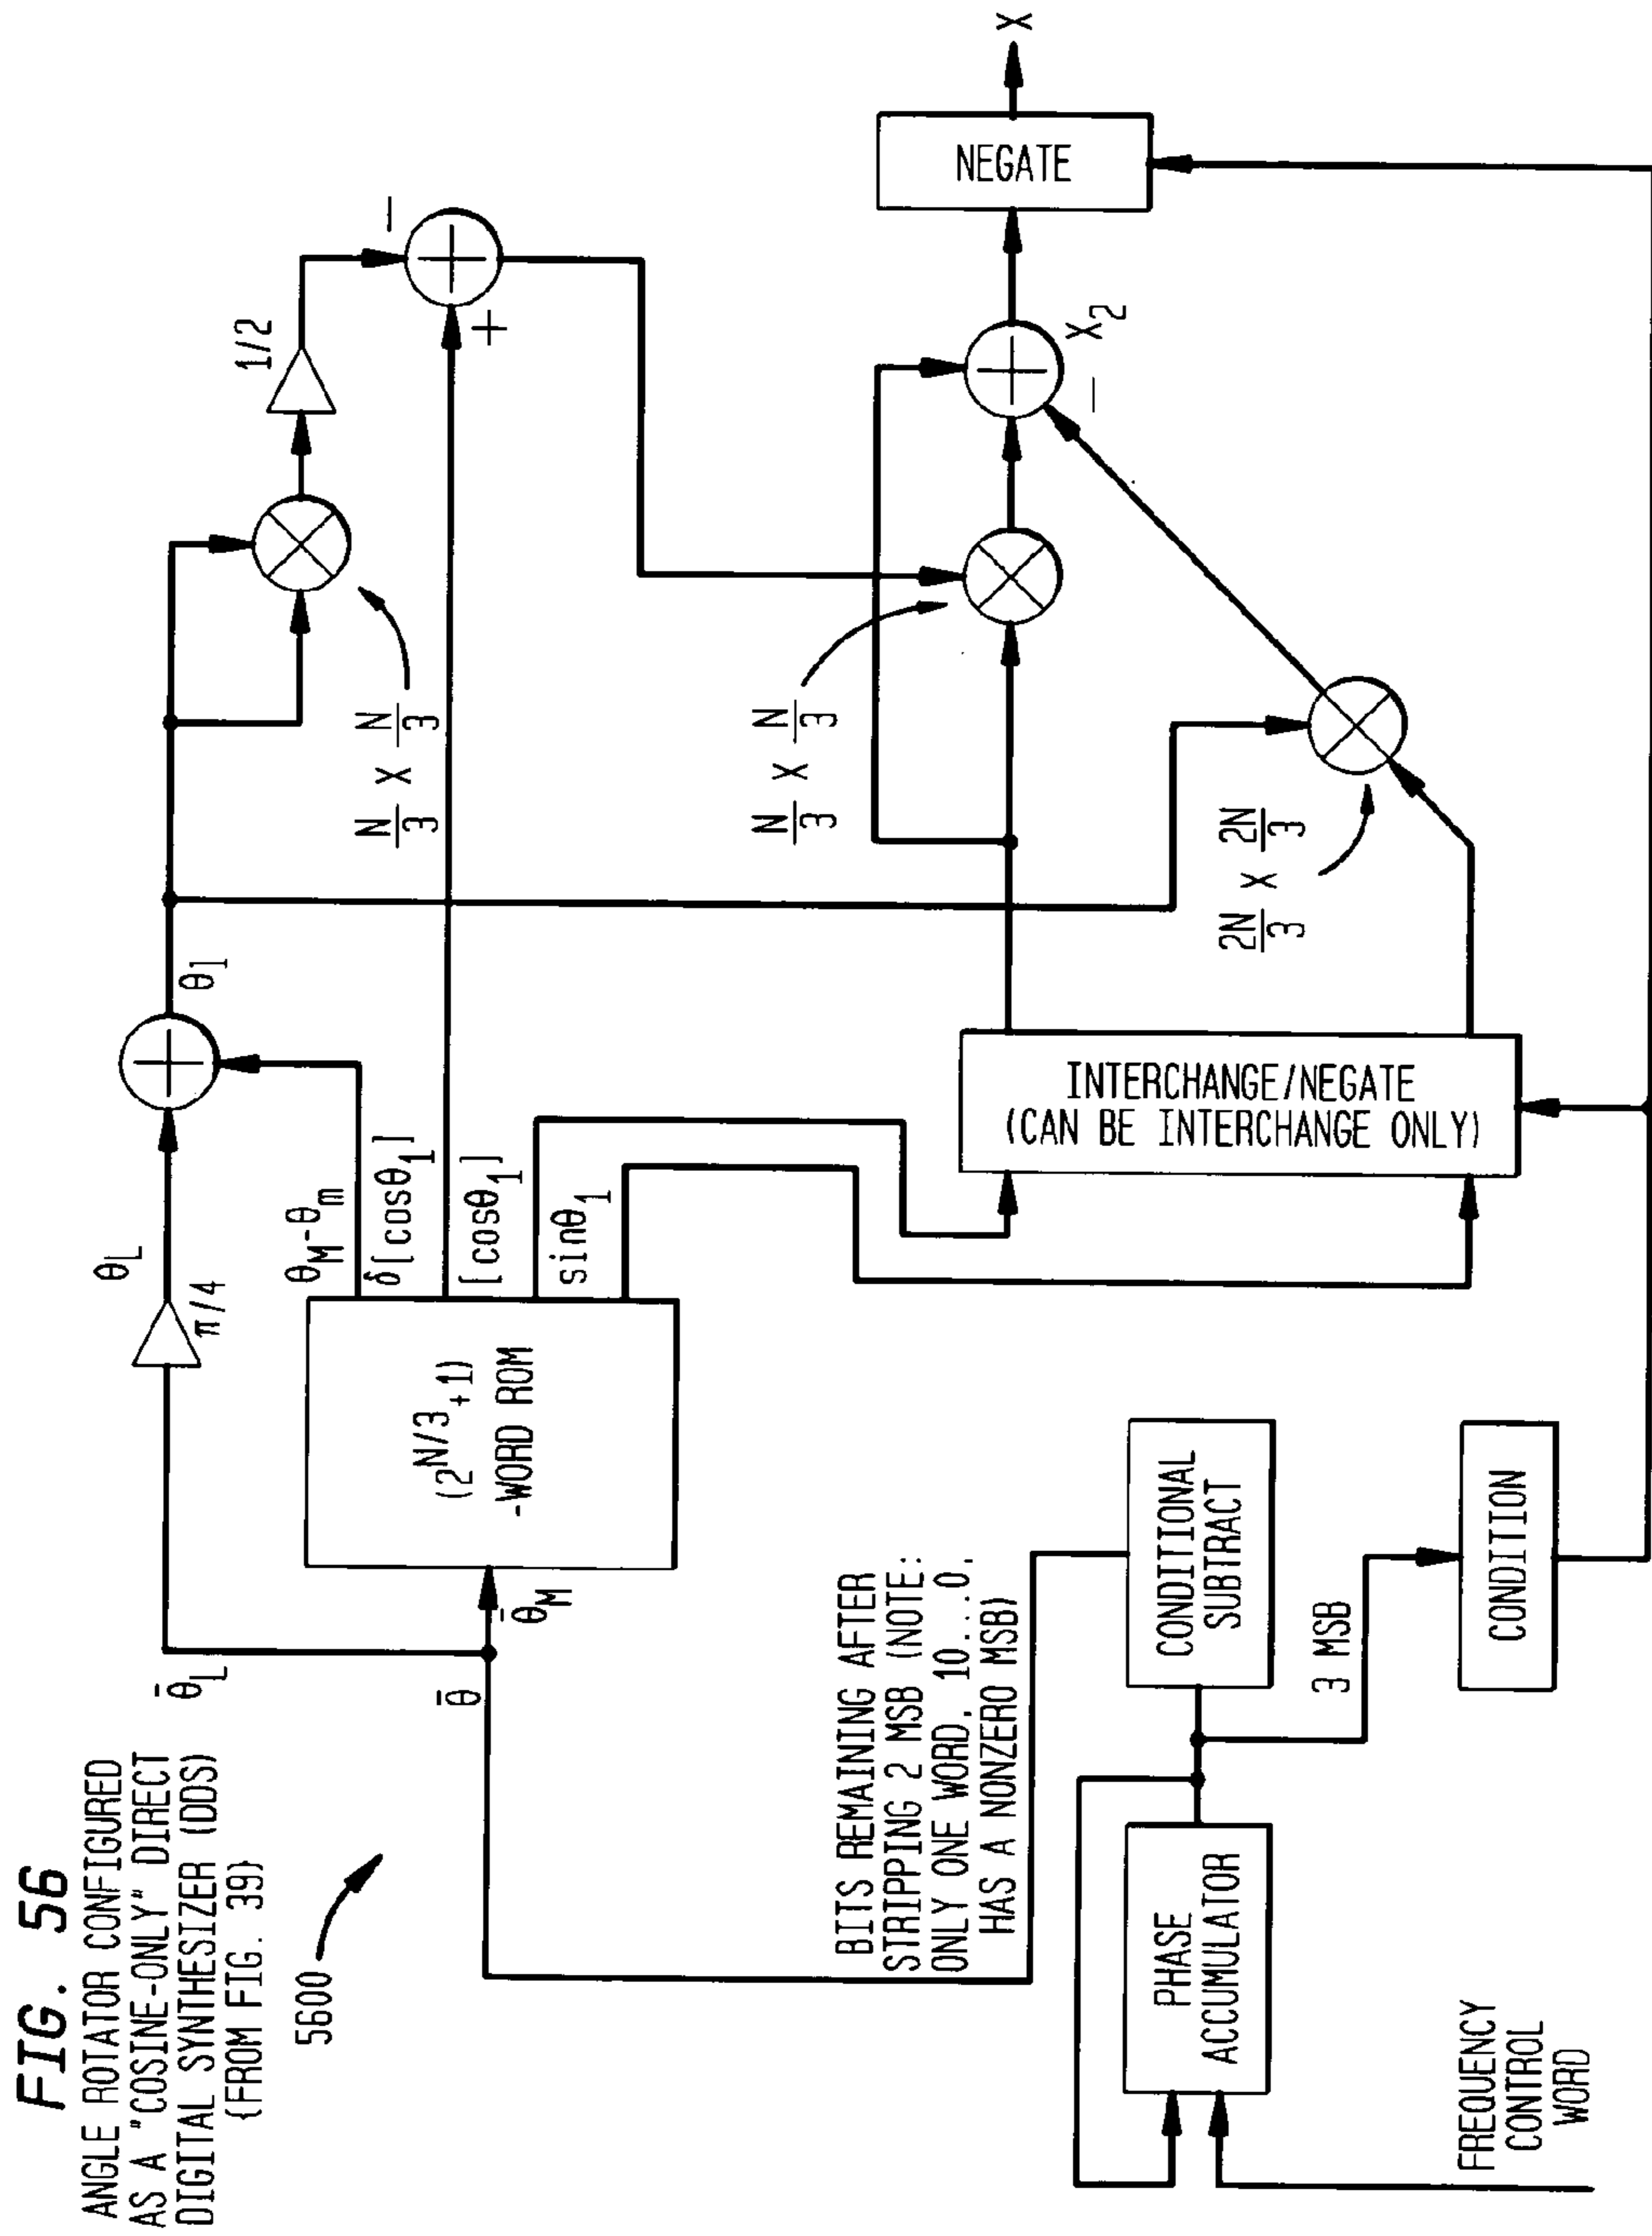 FIG. 56
ANGLE ROTATOR CONFIGURED
AS A "COSINE-ONLY" DIRECT
DIGITAL SYNTHESIZER (DDS)
(FROM FIG. 39)
5600
θ̄L
θ̄
θ̄M
π/4
θL
(2^N/3+1)
-WORD ROM
θM-θm
δ[cosθ1]
[cosθ1]
sinθ1
θl
N/3 X N/3
1/2
−
+
N/3 X N/3
2N/3 X 2N/3
INTERCHANGE/NEGATE
(CAN BE INTERCHANGE ONLY)
−
X2
NEGATE
X
BITS REMAINING AFTER
STRIPPING 2 MSB (NOTE:
ONLY ONE WORD, 10...0,
HAS A NONZERO MSB)
CONDITIONAL
SUBTRACT
3 MSB
CONDITION
PHASE
ACCUMULATOR
FREQUENCY
CONTROL
WORD